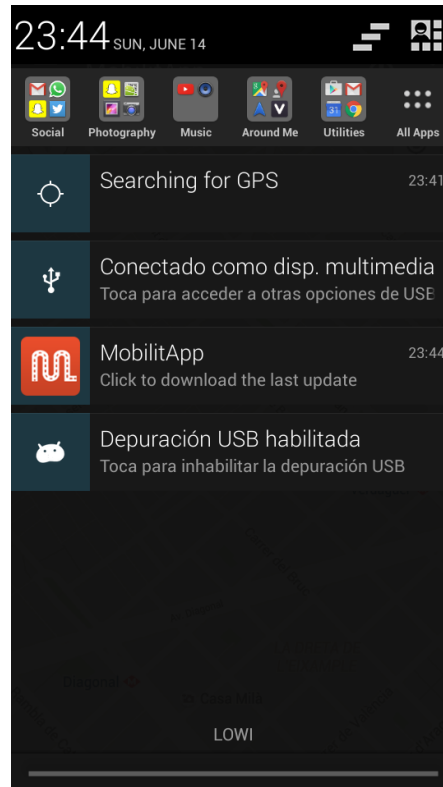 23:44 SUN, JUNE 14
Social Photography Music Around Me Utilities All Apps
Searching for GPS 23:41
Conectado como disp. multimedia
Toca para acceder a otras opciones de USB
MobilitApp 23:44
Click to download the last update
Depuración USB habilitada
Toca para inhabilitar la depuración USB
Diagonal
LOWI